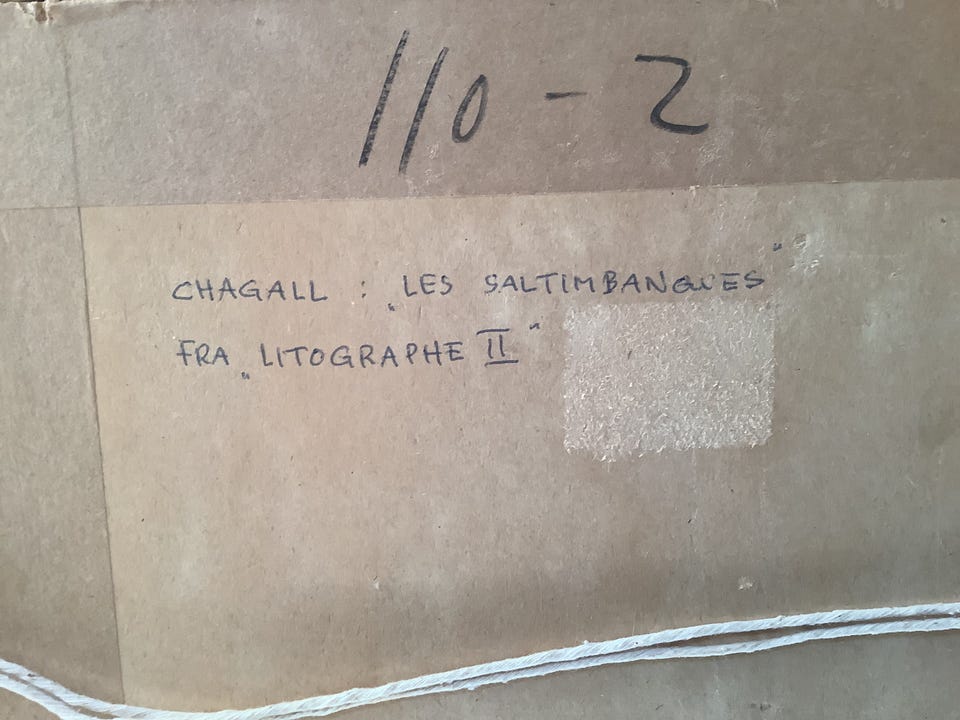 110 - 2
CHAGALL : „LES SALTIMBANQUES"
FRA „LITOGRAPHE II"